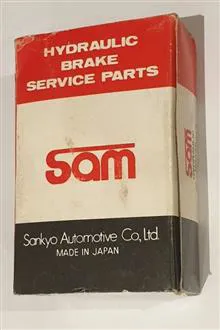 HYDRAULIC
BRAKE
SERVICE PARTS
Sam
Sankyo Automotive Co., Ltd.
MADE IN JAPAN